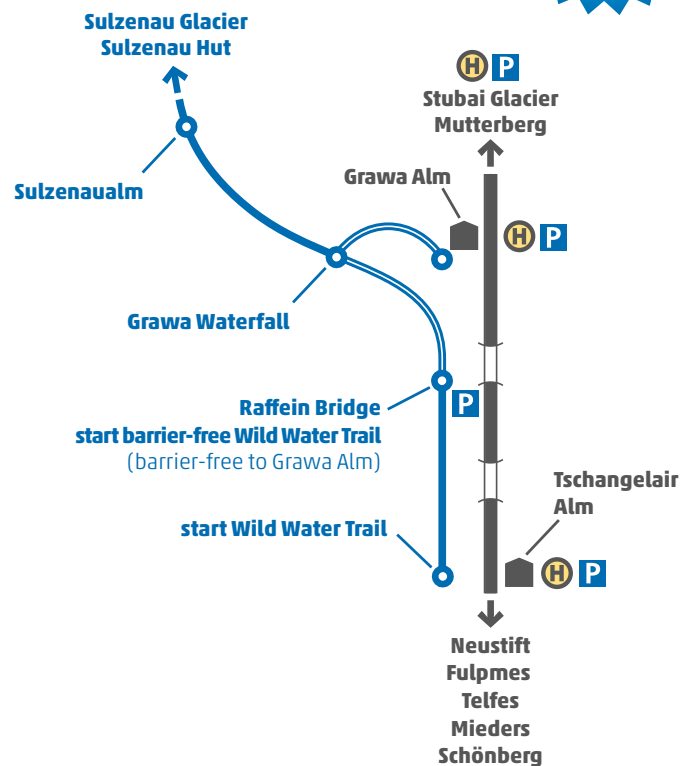 Sulzenau Glacier
Sulzenau Hut
H P
Stubai Glacier
Mutterberg
Grawa Alm
Sulzenaualm
H P
Grawa Waterfall
Raffein Bridge
P
start barrier-free Wild Water Trail
(barrier-free to Grawa Alm)
Tschangelair
Alm
start Wild Water Trail
H P
Neustift
Fulpmes
Telfes
Mieders
Schönberg